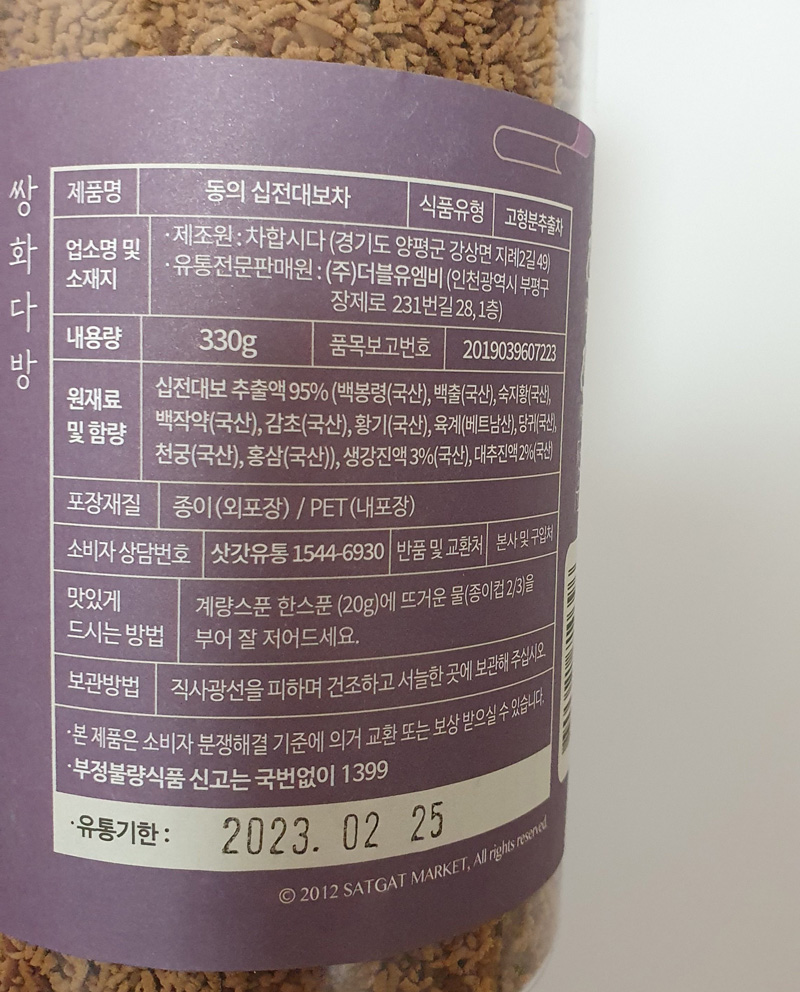 쌍화다방
제품명 동의 십전대보차 식품유형 고형분추출차
업소명 및 소재지
·제조원 : 차합시다 (경기도 양평군 강상면 지례2길 49)
·유통전문판매원 : (주)더블유엠비 (인천광역시 부평구
장제로 231번길 28, 1층)
내용량 330g 품목보고번호 2019039607223
원재료 및 함량
십전대보 추출액 95% (백봉령(국산), 백출(국산), 숙지황(국산),
백작약(국산), 감초(국산), 황기(국산), 육계(베트남산), 당귀(국산),
천궁(국산), 홍삼(국산)), 생강진액 3%(국산), 대추진액 2%(국산)
포장재질 종이 (외포장) / PET (내포장)
소비자 상담번호 삿갓유통 1544-6930 반품 및 교환처 본사 및 구입처
맛있게 드시는 방법
계량스푼 한스푼 (20g)에 뜨거운 물(종이컵 2/3)을
부어 잘 저어드세요.
보관방법 직사광선을 피하며 건조하고 서늘한 곳에 보관해 주십시오.
·본 제품은 소비자 분쟁해결 기준에 의거 교환 또는 보상 받으실 수 있습니다.
·부정불량식품 신고는 국번없이 1399
·유통기한 : 2023. 02 25
© 2012 SATGAT MARKET, All rights reserved.